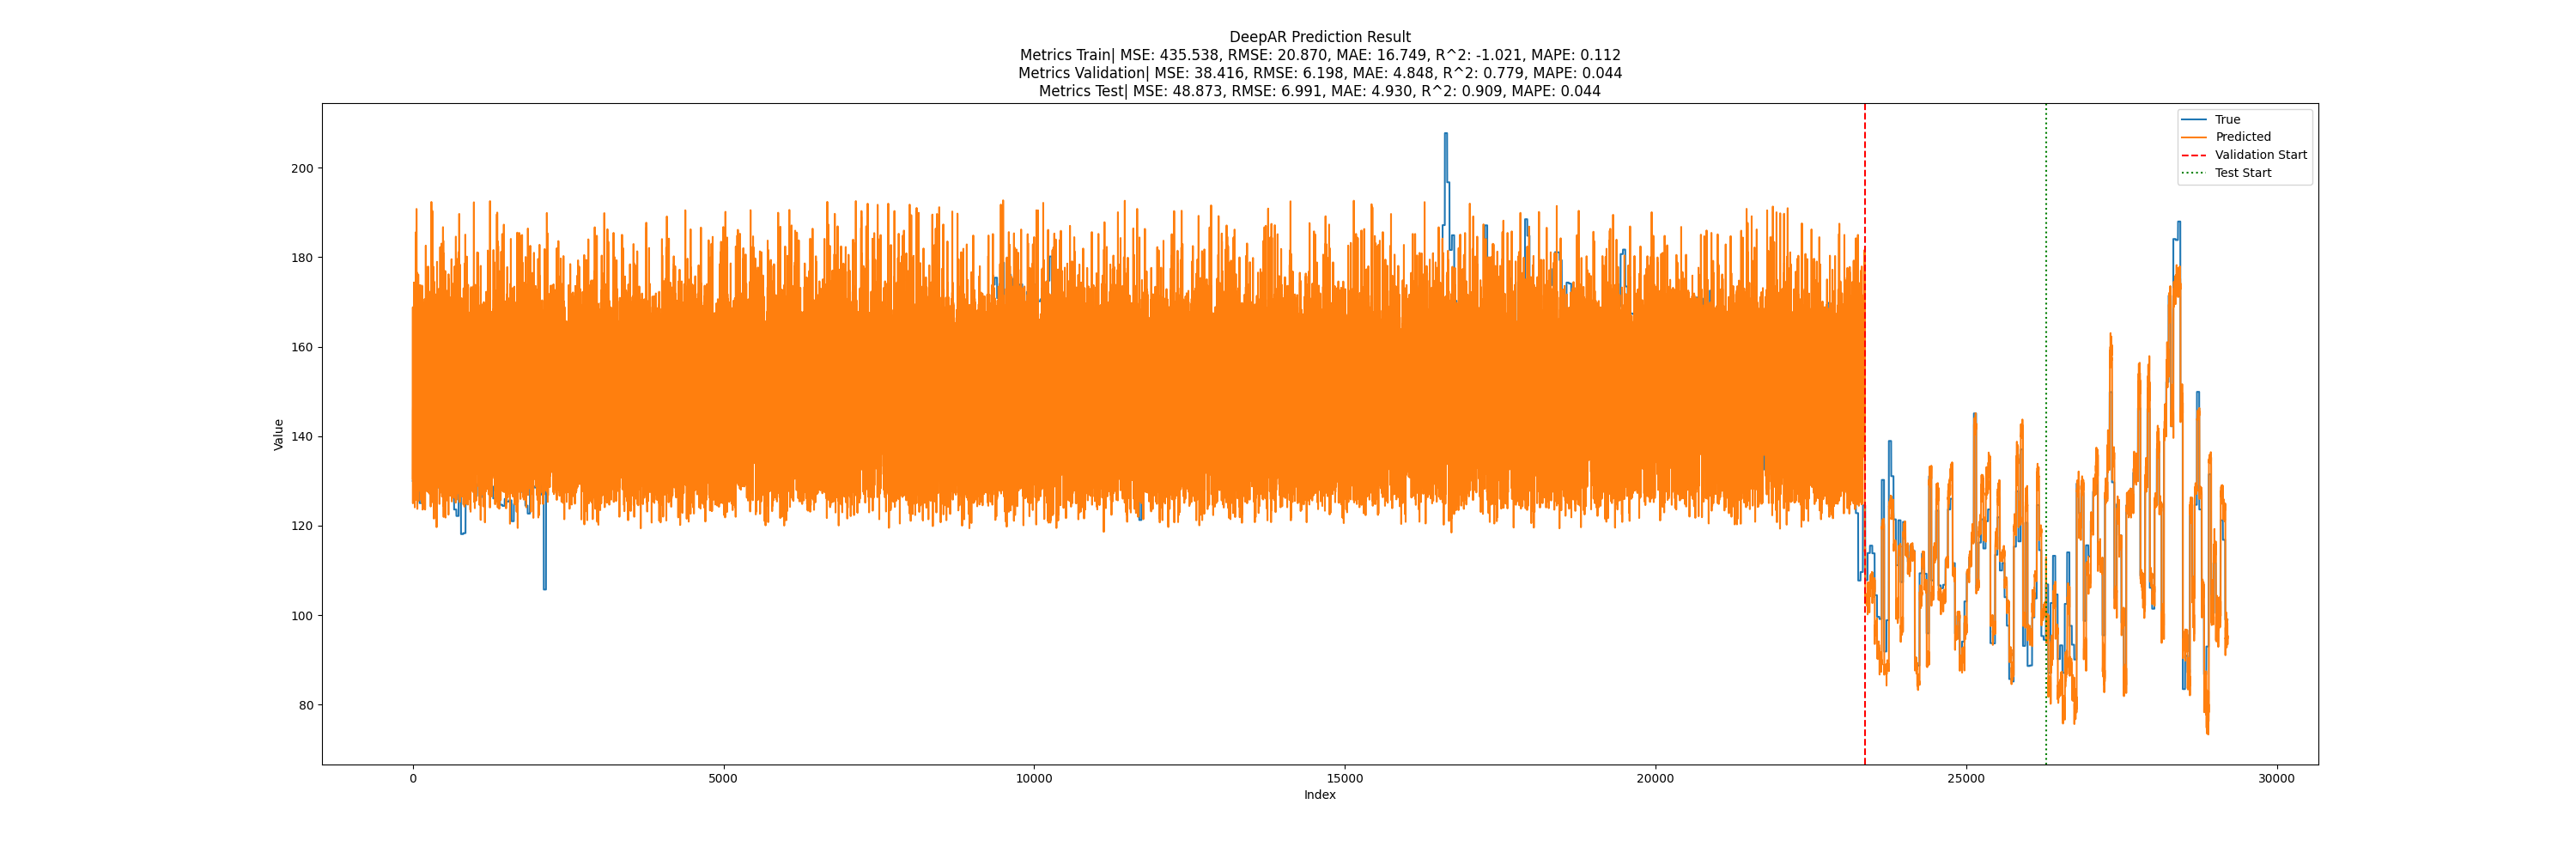 DeepAR Prediction Result
Metrics Train| MSE: 435.538, RMSE: 20.870, MAE: 16.749, R^2: -1.021, MAPE: 0.112
Metrics Validation| MSE: 38.416, RMSE: 6.198, MAE: 4.848, R^2: 0.779, MAPE: 0.044
Metrics Test| MSE: 48.873, RMSE: 6.991, MAE: 4.930, R^2: 0.909, MAPE: 0.044
True
Predicted
Validation Start
Test Start
Value
200
180
160
140
120
100
80
0
5000
10000
15000
20000
25000
30000
Index